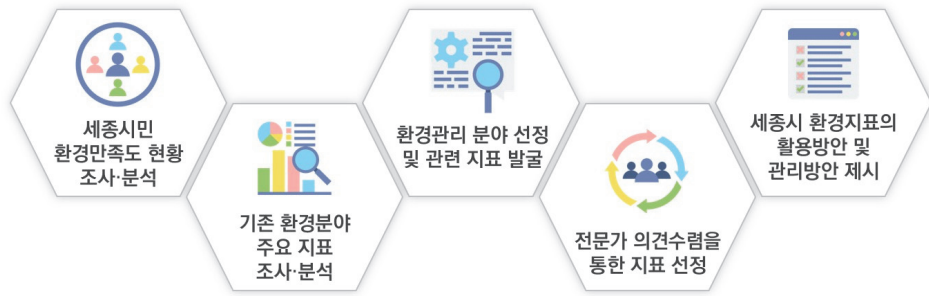 세종시민
환경만족도 현황
조사·분석
기존 환경분야
주요 지표
조사·분석
환경관리 분야 선정
및 관련 지표 발굴
전문가 의견수렴을
통한 지표 선정
세종시 환경지표의
활용방안 및
관리방안 제시